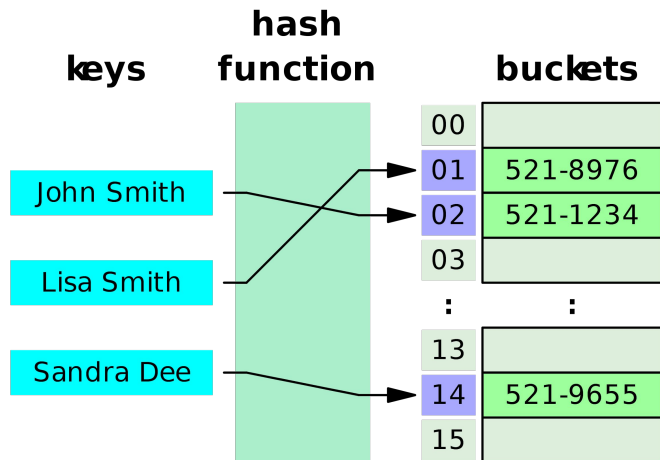 keys
hash
function
buckets
John Smith
Lisa Smith
Sandra Dee
00
01 521-8976
02 521-1234
03
: :
13
14 521-9655
15